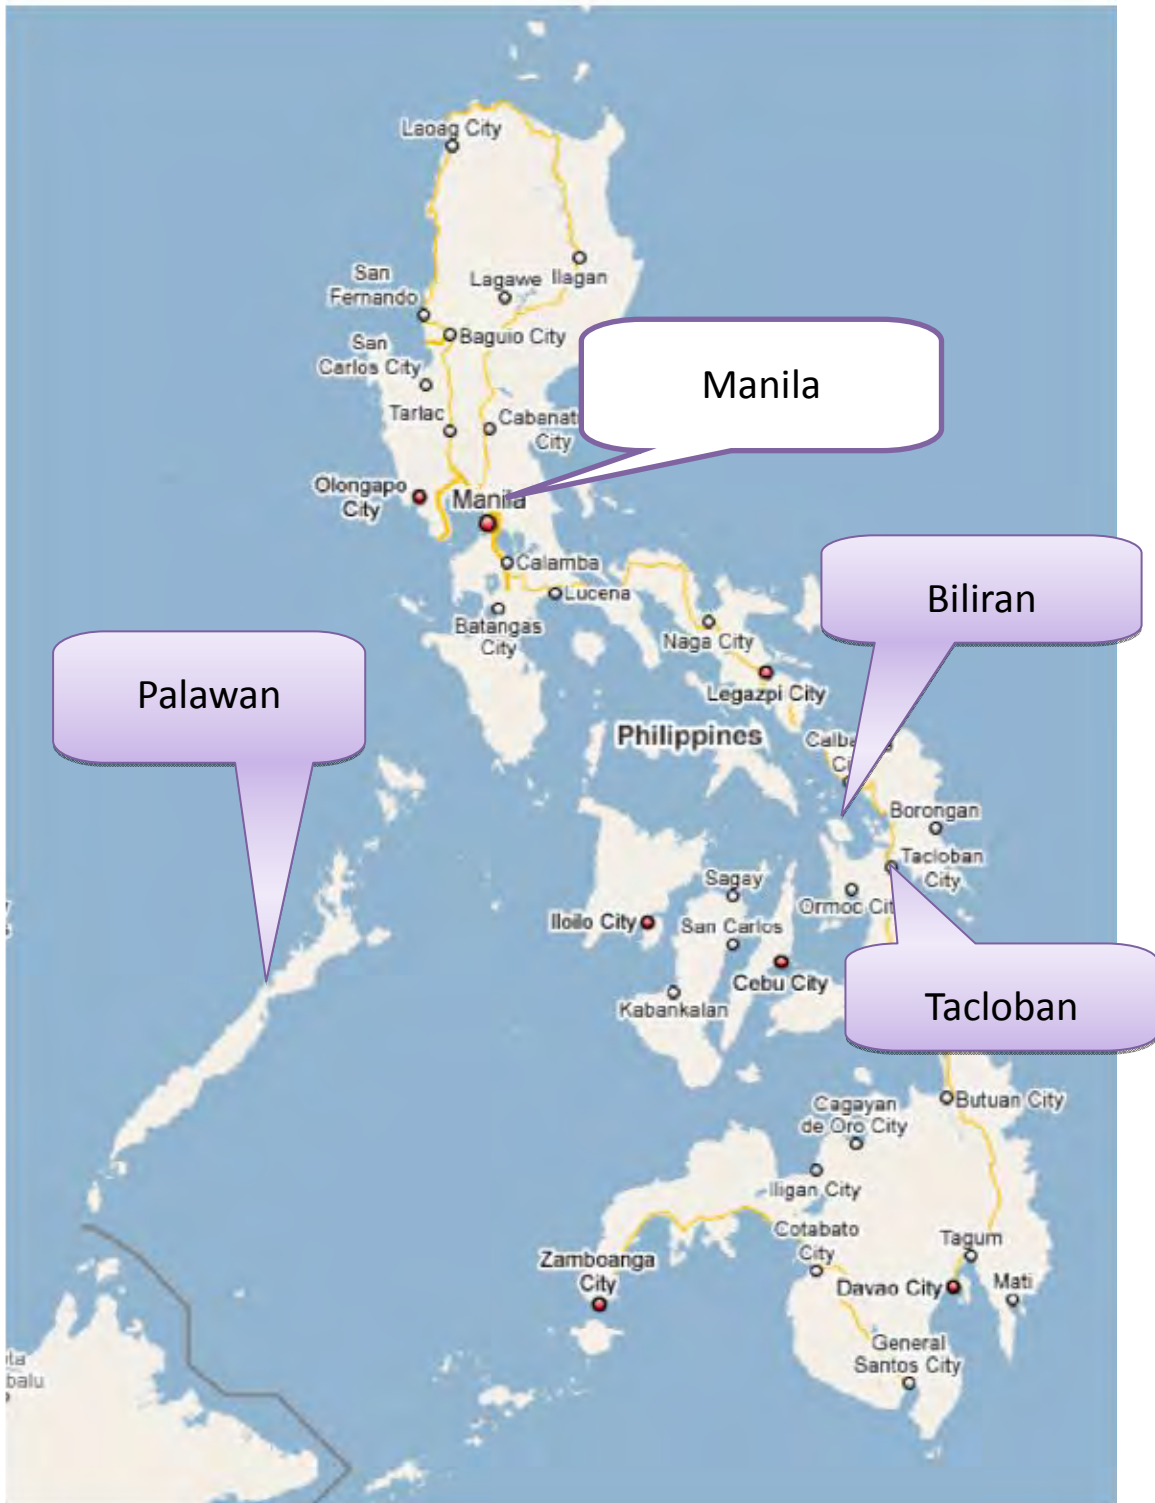 Laoag City
San
Fernando
Lagawe
Ilagan
Baguio City
San
Carlos City
Manila
Tarlac
City
Olongapo
City
Manila
Calamba
Lucena
Batangas
City
Naga City
Biliran
Palawan
Legazpi City
Philippines
Borongan
Tacloban
City
Sagay
Ormoc
Iloilo City
San Carlos
Cebu City
Kabankalan
Tacloban
Butuan City
Cagayan
de Oro City
Iligan City
Cotabato
City
Tagum
Zamboanga
City
Davao City
Mati
General
Santos City
balu